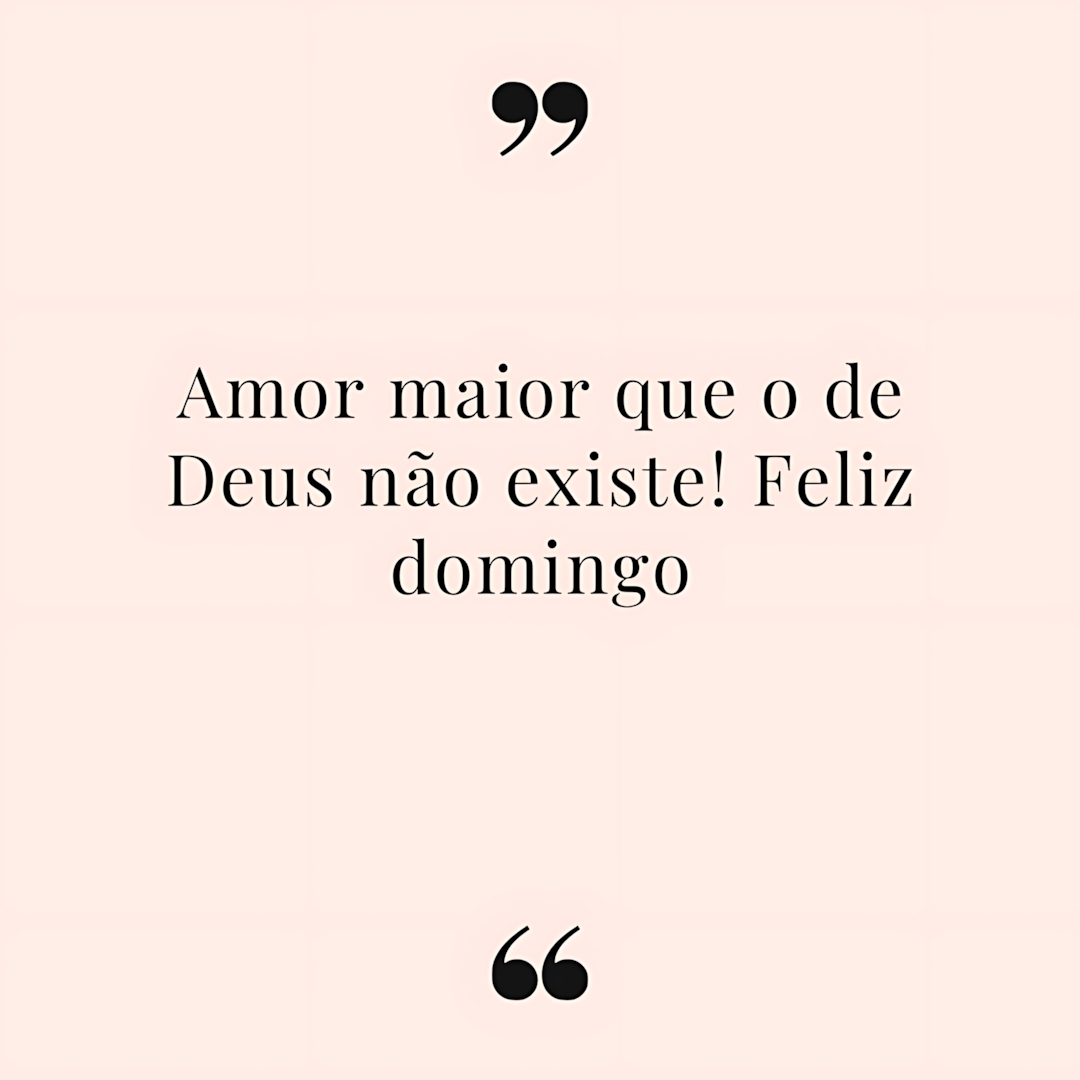 ”
Amor maior que o de
Deus não existe! Feliz
domingo
“